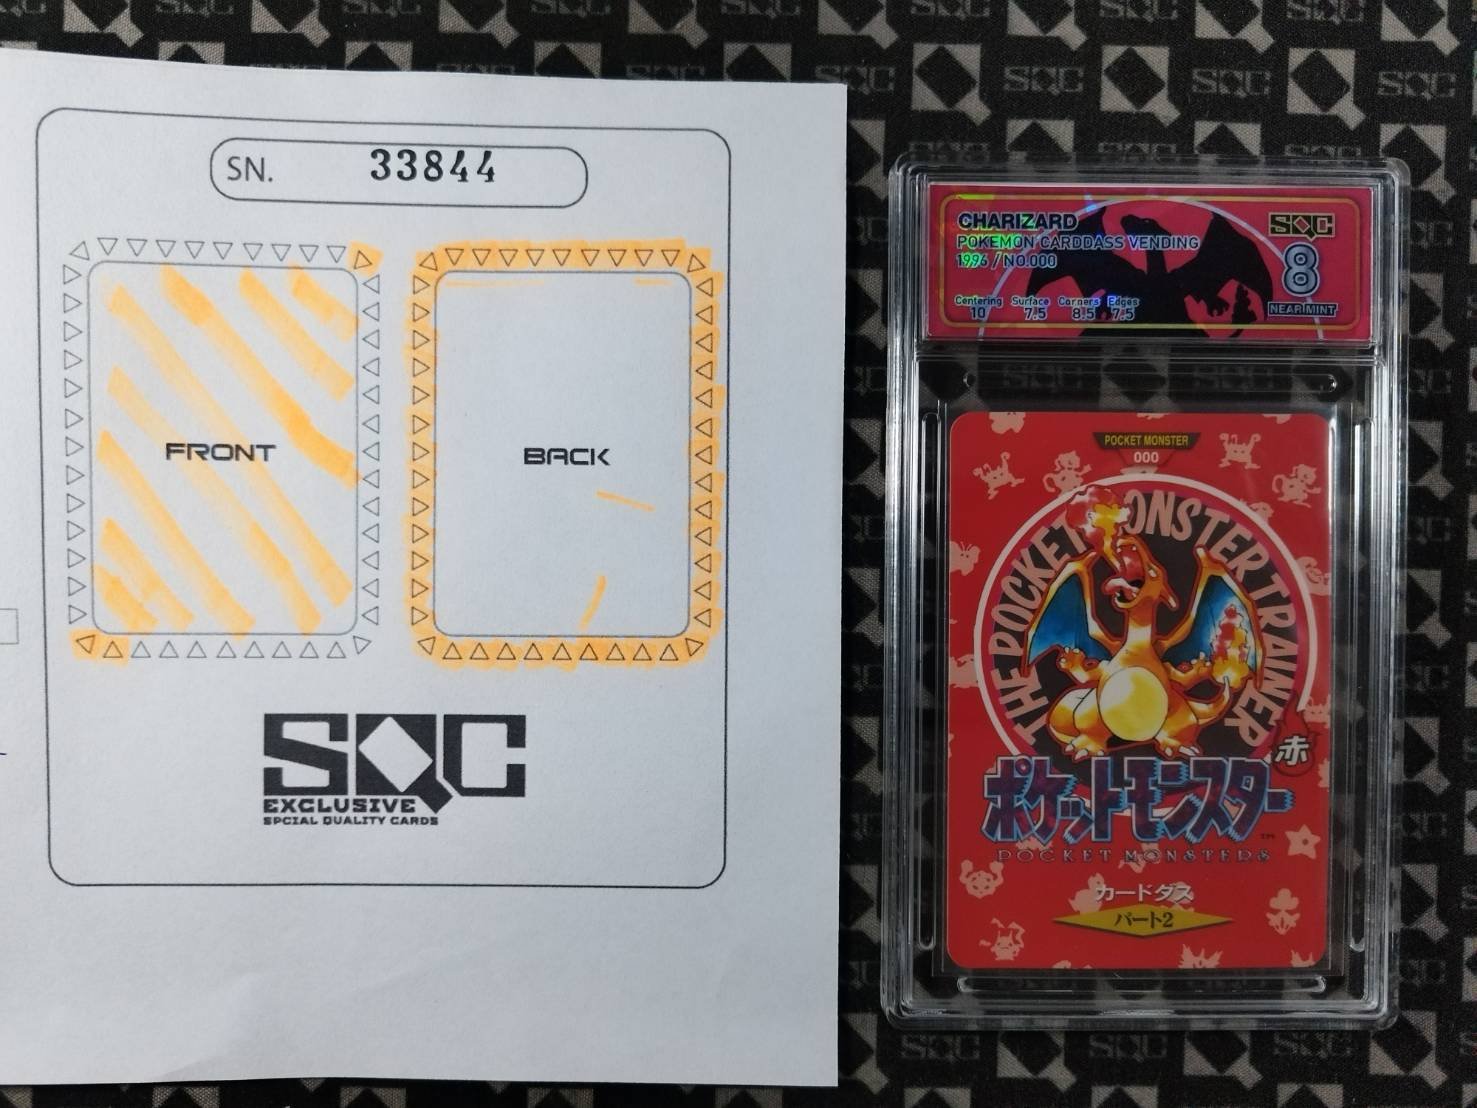 SN. 33844
FRONT
BACK
SQC
EXCLUSIVE
SPCIAL QUALITY CARDS
CHARIZARD
POKEMON CARDDASS VENDING
1996 / NO.000
Centering Surface Corners Edges
10 7.5 8.5 7.5
SQC
8
NEAR MINT
POCKET MONSTER
000
THE POCKET MONSTER TRAINER
赤
ポケットモンスター
TM
POCKET MONSTERS
カードダス
パート2